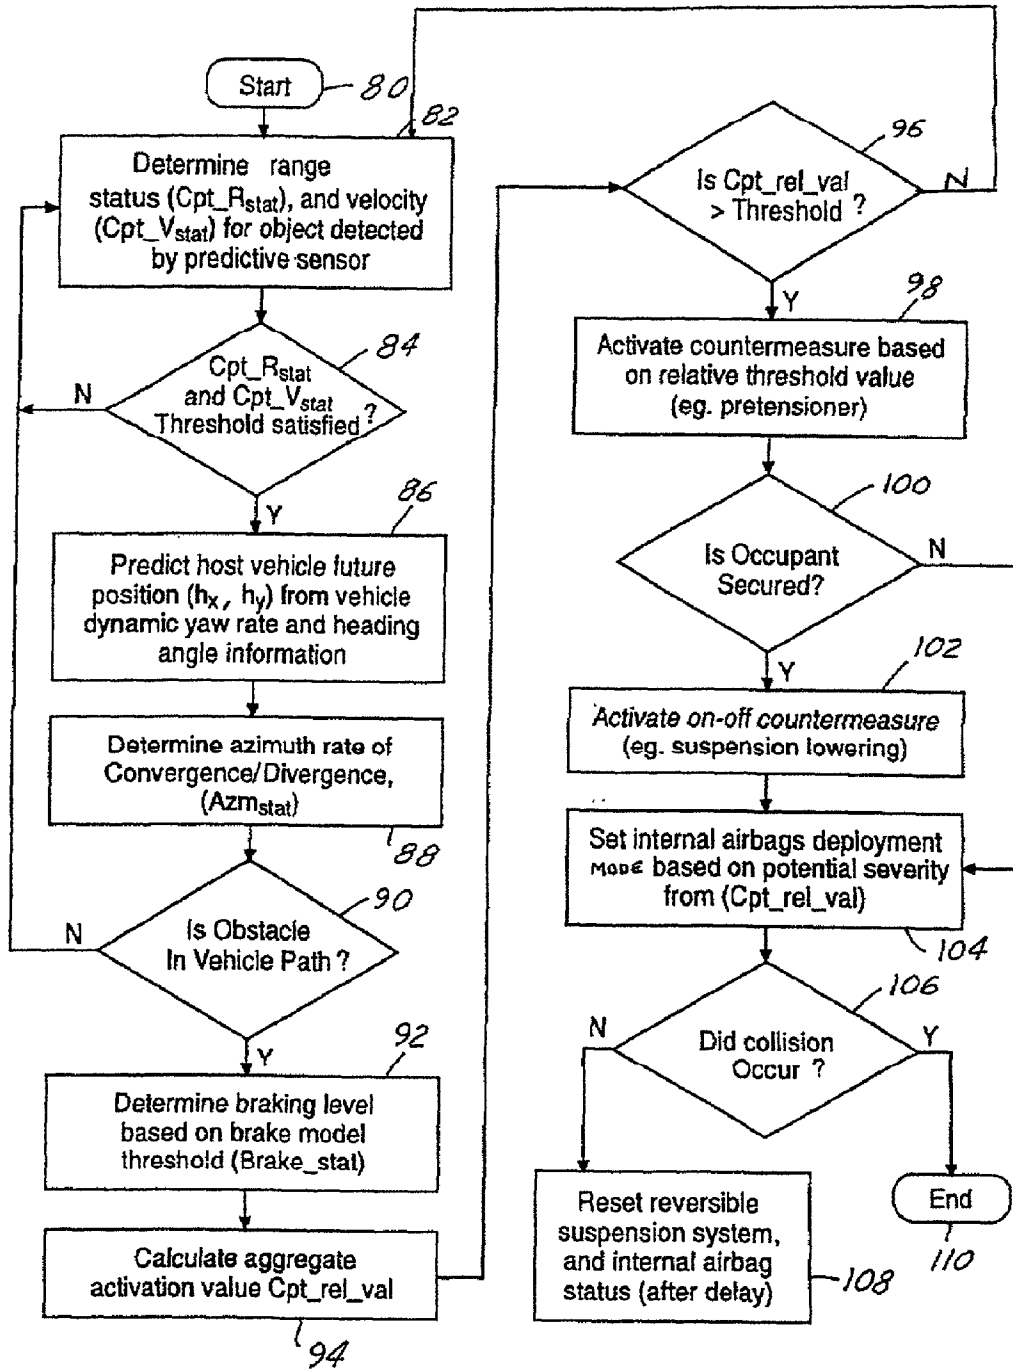 Start
80
82
Determine range
status (Cpt_Rstat), and velocity
(Cpt_Vstat) for object detected
by predictive sensor
84
Cpt_Rstat
and Cpt_Vstat
Threshold satisfied ?
N
Y
86
Predict host vehicle future
position (hx, hy) from vehicle
dynamic yaw rate and heading
angle information
Determine azimuth rate of
Convergence/Divergence,
(Azmstat)
88
90
Is Obstacle
In Vehicle Path ?
N
Y
92
Determine braking level
based on brake model
threshold (Brake_stat)
Calculate aggregate
activation value Cpt_rel_val
94
96
Is Cpt_rel_val
> Threshold ?
N
Y
98
Activate countermeasure based
on relative threshold value
(eg. pretensioner)
100
Is Occupant
Secured?
N
Y
102
Activate on-off countermeasure
(eg. suspension lowering)
Set internal airbags deployment
MODE based on potential severity
from (Cpt_rel_val)
104
106
Did collision
Occur ?
N
Y
Reset reversible
suspension system,
and internal airbag
status (after delay)
108
End
110